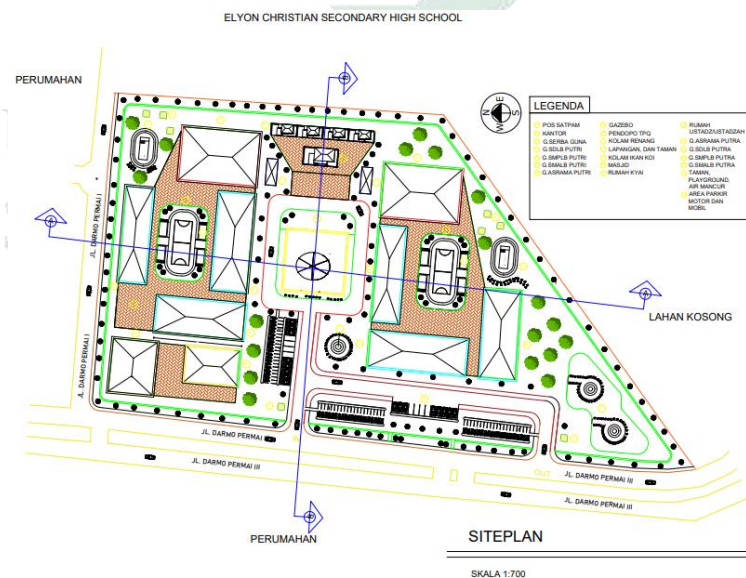 ELYON CHRISTIAN SECONDARY HIGH SCHOOL
PERUMAHAN
N
E
W
S
LEGENDA
POS SATPAM
KANTOR
G.SERBA GUNA
G.SDLB PUTRI
G.SMPLB PUTRI
G.SMALB PUTRI
G.ASRAMA PUTRI
GAZEBO
PENDOPO TPQ
KOLAM RENANG
LAPANGAN, DAN TAMAN
KOLAM IKAN KOI
MASJID
RUMAH KYAI
RUMAH
USTADZ/USTADZAH
G.ASRAMA PUTRA
G.SDLB PUTRA
G.SMPLB PUTRA
G.SMALB PUTRA
TAMAN,
PLAYGROUND,
AIR MANCUR
AREA PARKIR
MOTOR DAN
MOBIL
JL. DARMO PERMAI I
LAHAN KOSONG
JL. DARMO PERMAI I
JL. DARMO PERMAI
JL. DARMO PERMAI III
OUT
JL. DARMO PERMAI III
JL. DARMO PERMAI III
PERUMAHAN
SITEPLAN
SKALA 1:700